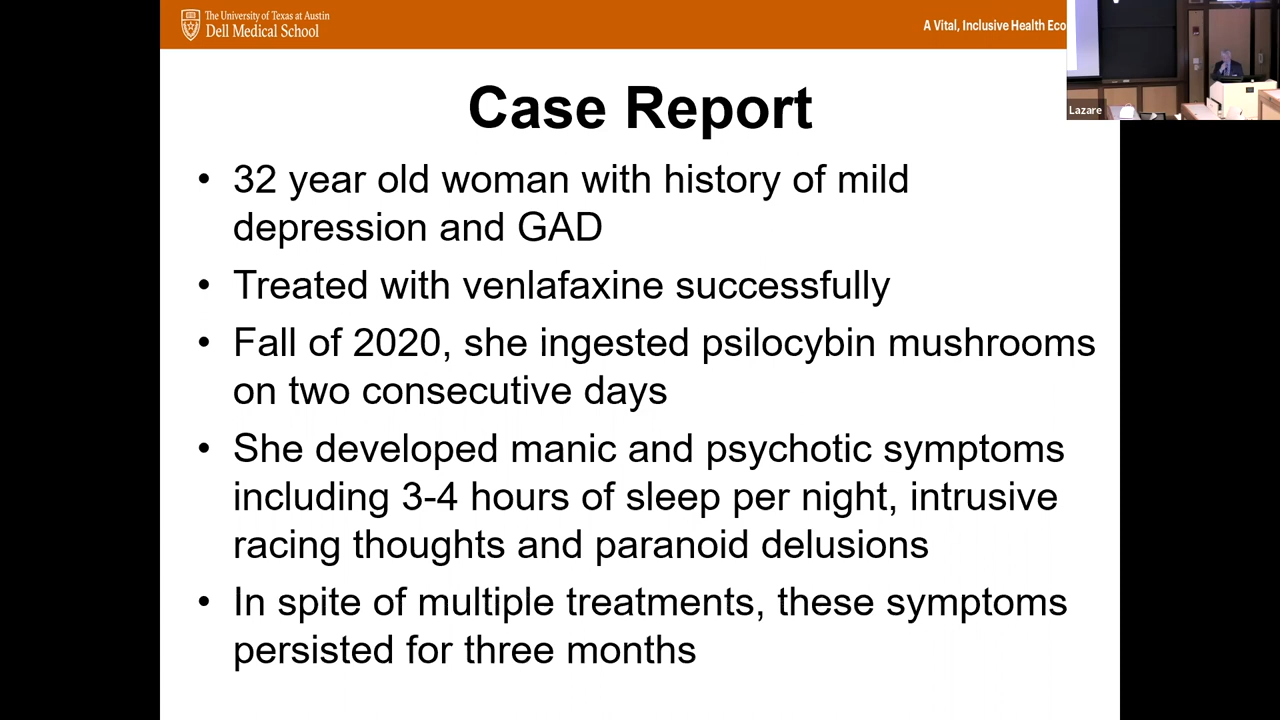 The University of Texas at Austin
Dell Medical School
A Vital, Inclusive Health Eco
Lazare
Case Report
• 32 year old woman with history of mild
depression and GAD
• Treated with venlafaxine successfully
• Fall of 2020, she ingested psilocybin mushrooms
on two consecutive days
• She developed manic and psychotic symptoms
including 3-4 hours of sleep per night, intrusive
racing thoughts and paranoid delusions
• In spite of multiple treatments, these symptoms
persisted for three months